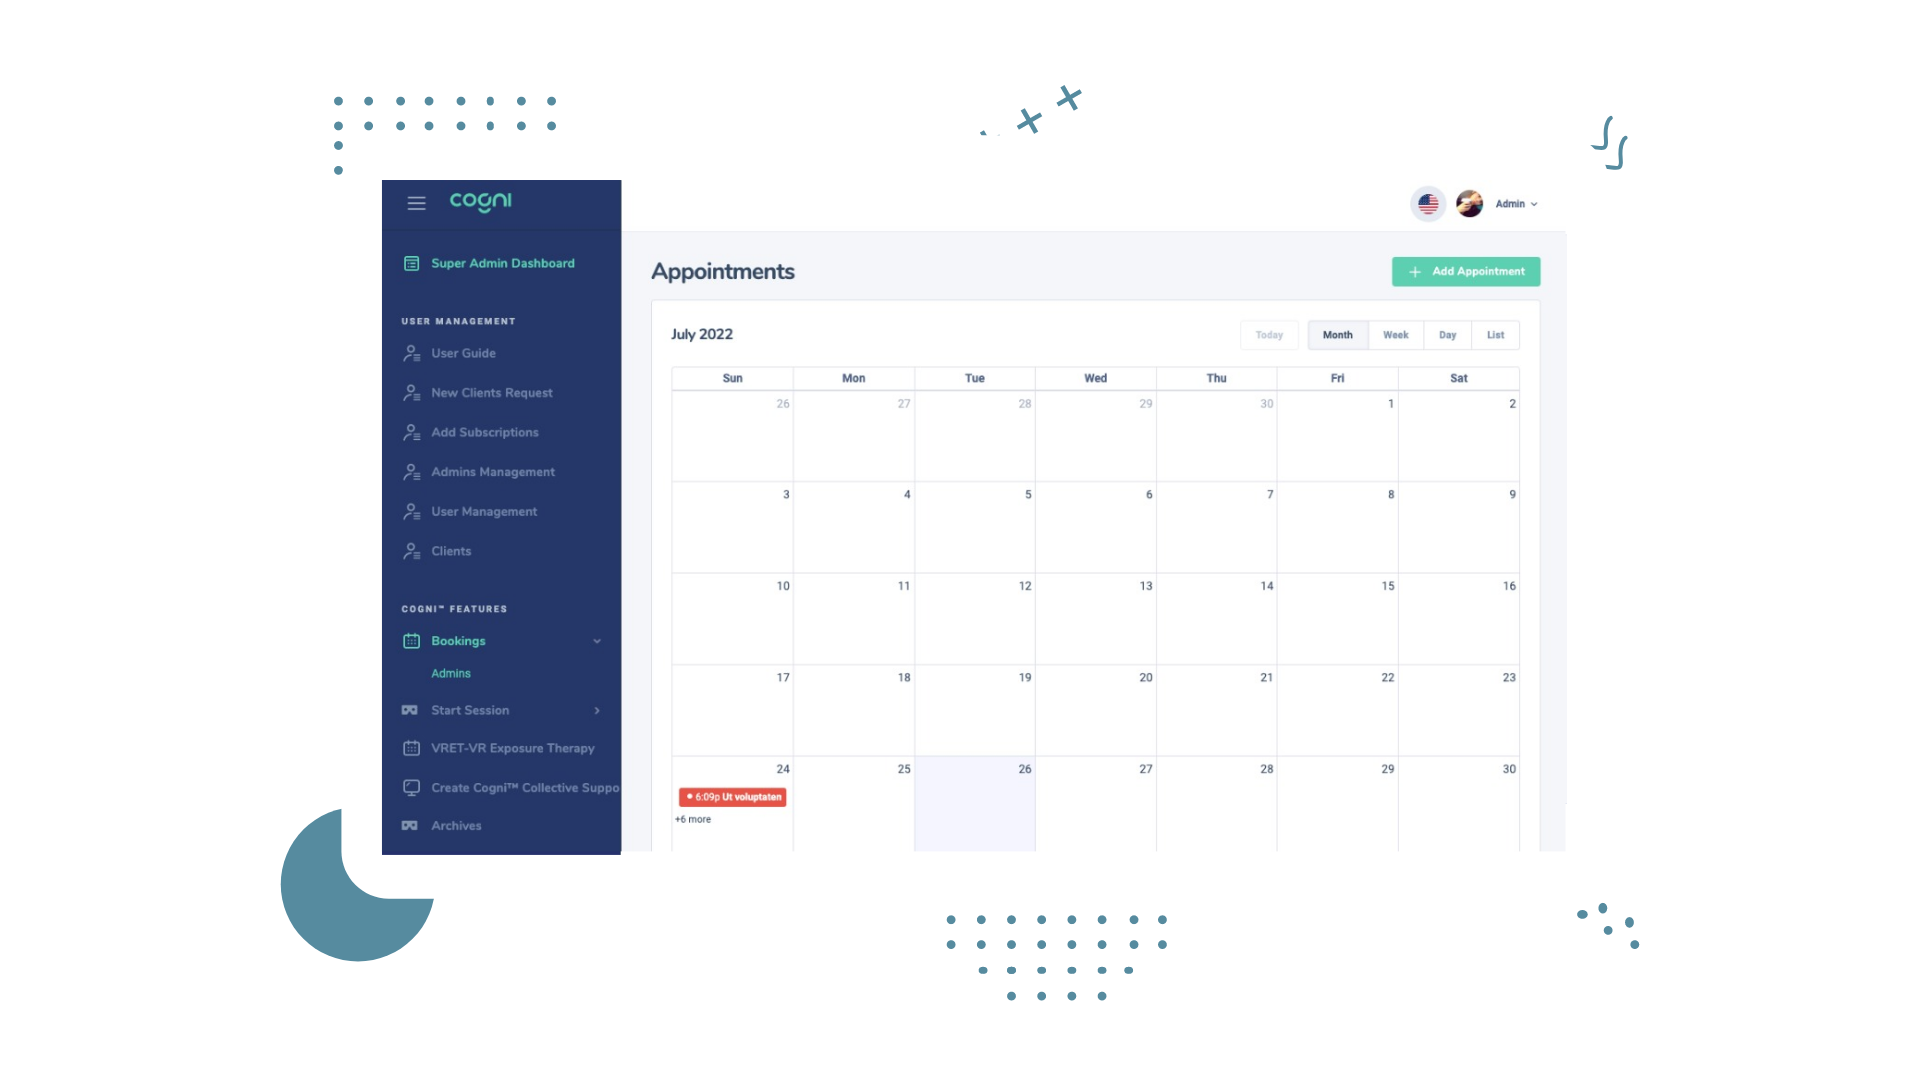 cogni
Admin
Super Admin Dashboard
USER MANAGEMENT
User Guide
New Clients Request
Add Subscriptions
Admins Management
User Management
Clients
COGNI™ FEATURES
Bookings
Admins
Start Session
VRET-VR Exposure Therapy
Create Cogni™ Collective Suppo
Archives
Appointments
+ Add Appointment
July 2022
Today Month Week Day List
Sun Mon Tue Wed Thu Fri Sat
26 27 28 29 30 1 2
3 4 5 6 7 8 9
10 11 12 13 14 15 16
17 18 19 20 21 22 23
24 25 26 27 28 29 30
6:09p Ut voluptaten
+6 more